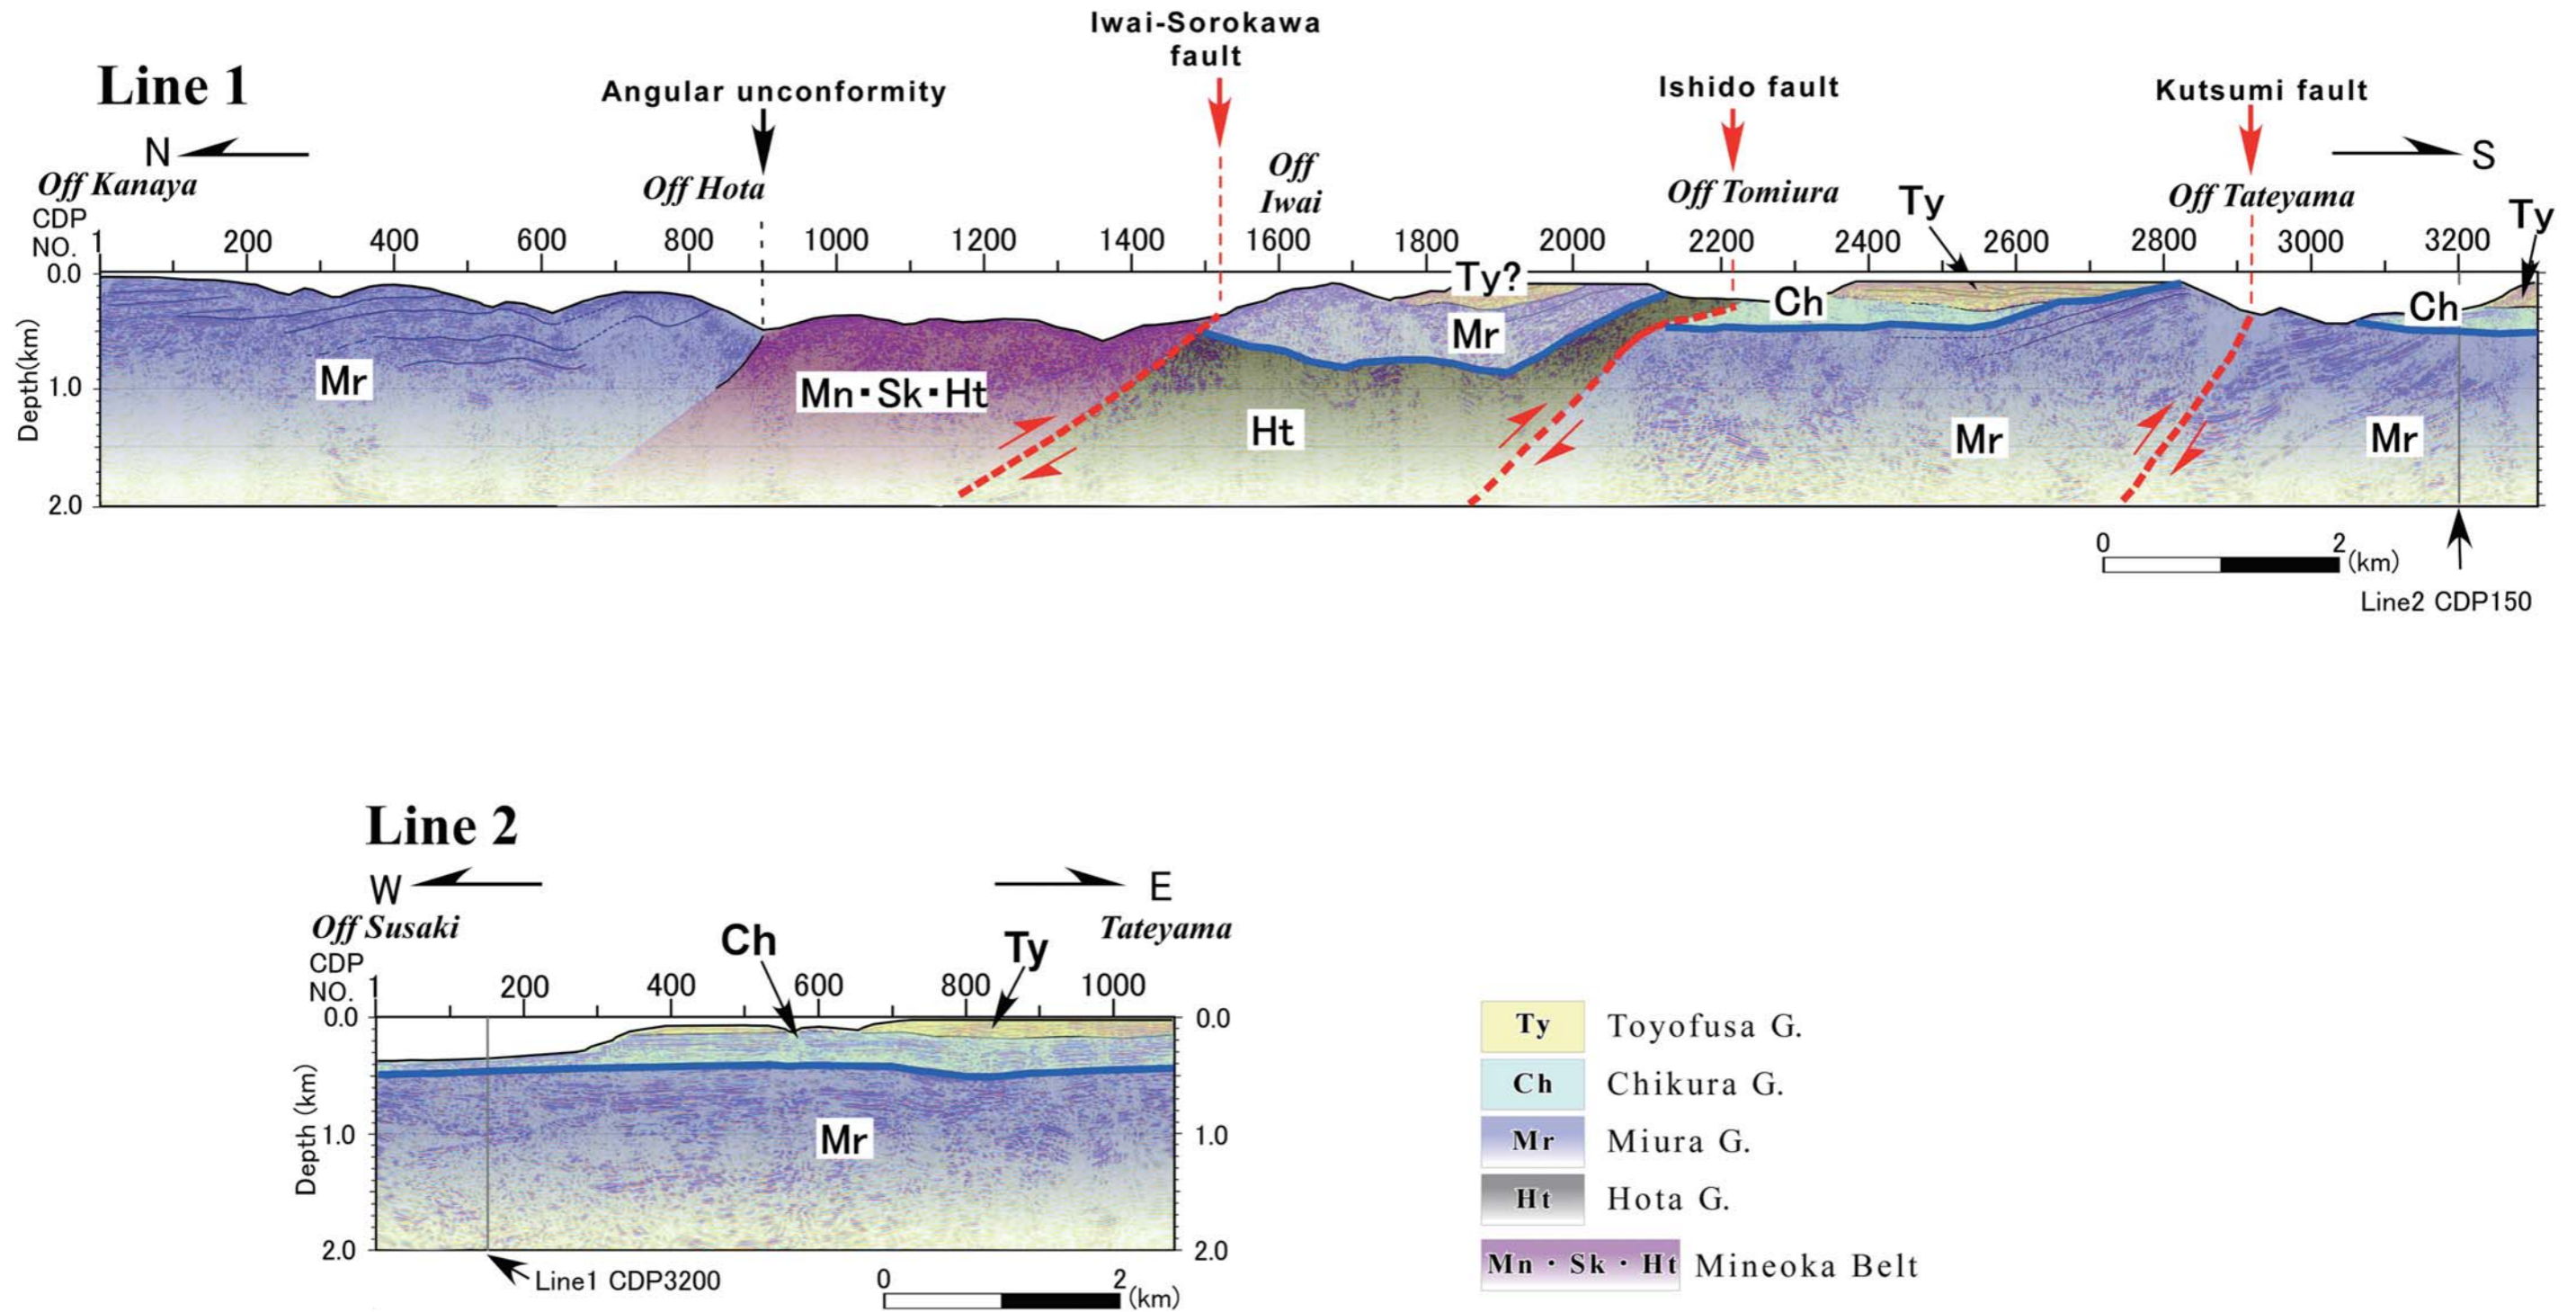 Iwai-Sorokawa
fault
Line 1
Angular unconformity
Ishido fault
Kutsumi fault
N
S
Off Kanaya
Off Hota
Off
Iwai
Off Tomiura
Ty
Off Tateyama
Ty
CDP
NO.
1 200 400 600 800 1000 1200 1400 1600 1800 2000 2200 2400 2600 2800 3000 3200
0.0
1.0
2.0
Depth(km)
Mr
Mn・Sk・Ht
Ht
Ty?
Mr
Ch
Mr
Ch
Mr
0 2 (km)
Line2 CDP150
Line 2
W
E
Off Susaki
Ch
Ty
Tateyama
CDP
NO.
1 200 400 600 800 1000
0.0 0.0
1.0 1.0
2.0 2.0
Depth (km)
Mr
Line1 CDP3200
0 2 (km)
Ty Toyofusa G.
Ch Chikura G.
Mr Miura G.
Ht Hota G.
Mn・Sk・Ht Mineoka Belt